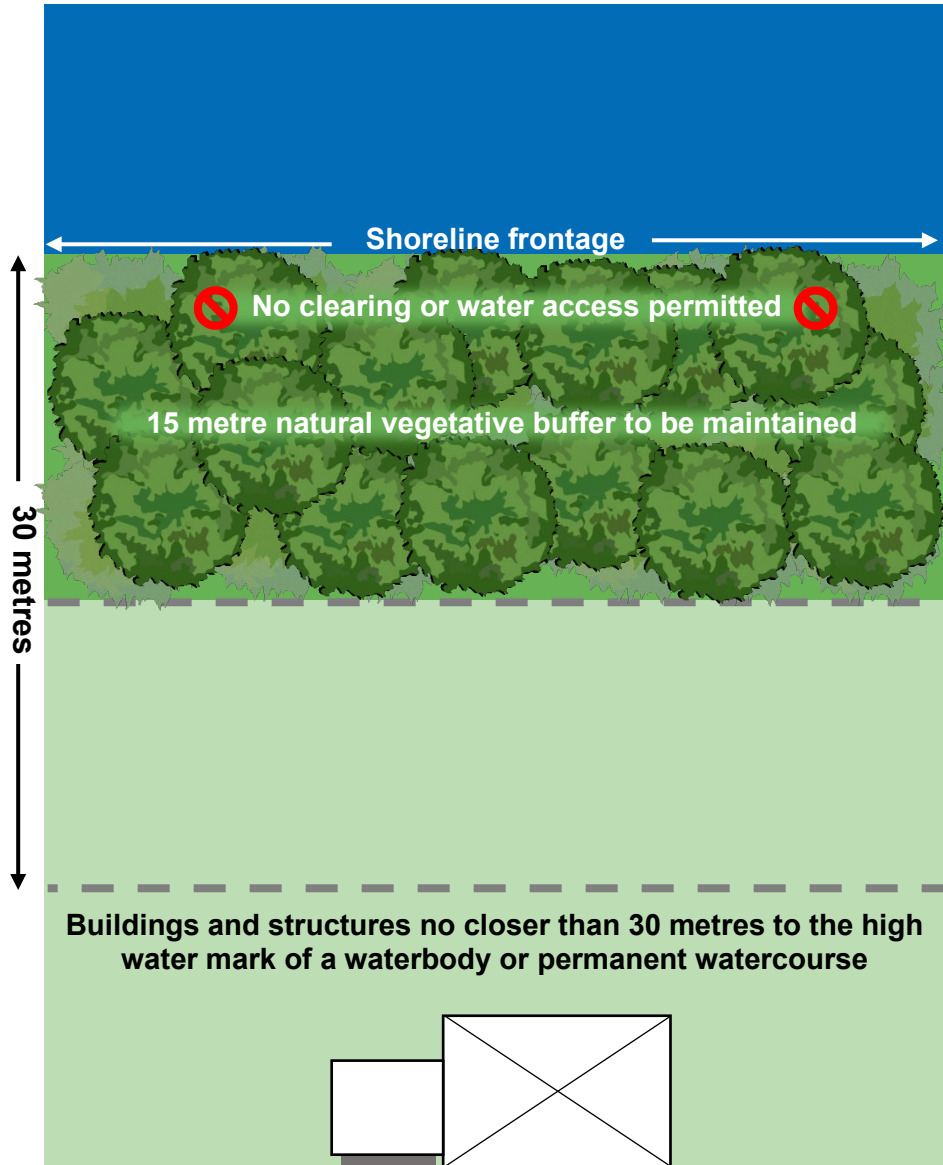 Shoreline frontage
No clearing or water access permitted
15 metre natural vegetative buffer to be maintained
30 metres
Buildings and structures no closer than 30 metres to the high
water mark of a waterbody or permanent watercourse